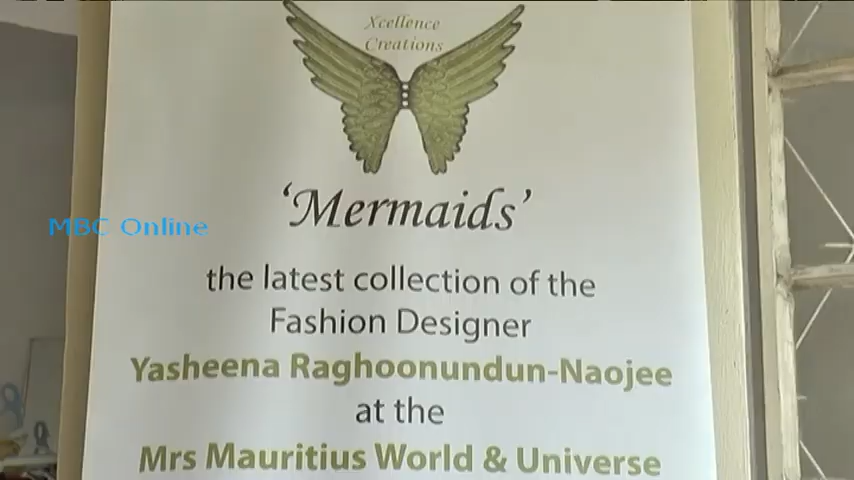 Xcellence
Creations
‘Mermaids’
MBC Online
the latest collection of the
Fashion Designer
Yasheena Raghoonundun-Naojee
at the
Mrs Mauritius World & Universe